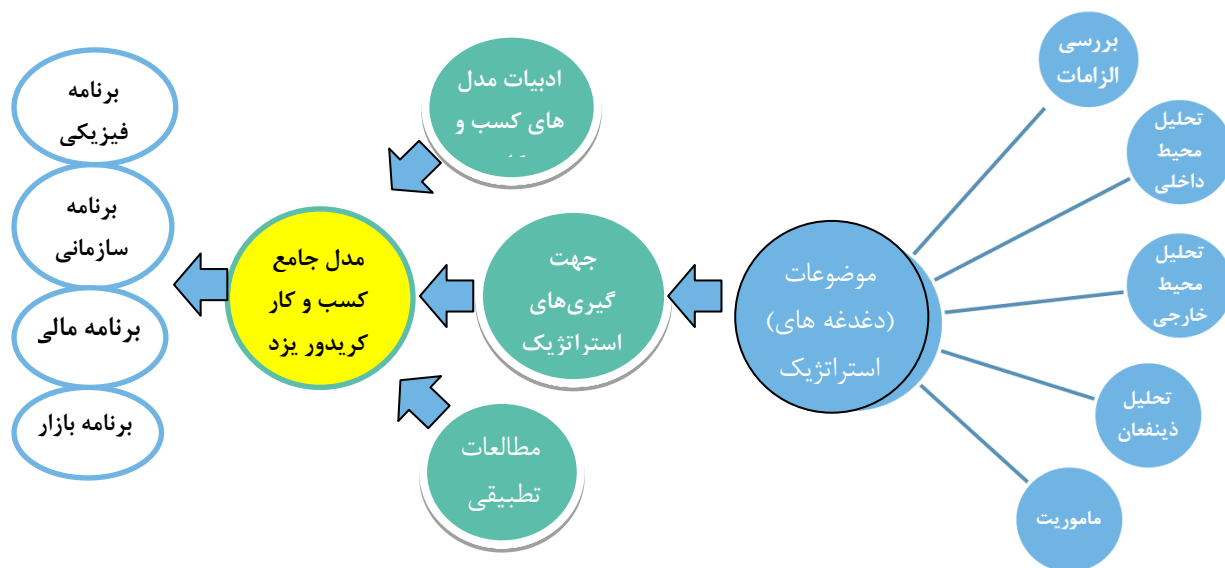 بررسی
الزامات
تحلیل
محیط
داخلی
تحلیل
محیط
خارجی
تحلیل
ذینفعان
ماموریت
موضوعات
(دغدغه های)
استراتژیک
ادبیات مدل
های کسب و
جهت
گیری‌های
استراتژیک
مطالعات
تطبیقی
مدل جامع
کسب و کار
کریدور یزد
برنامه
فیزیکی
برنامه
سازمانی
برنامه مالی
برنامه بازار